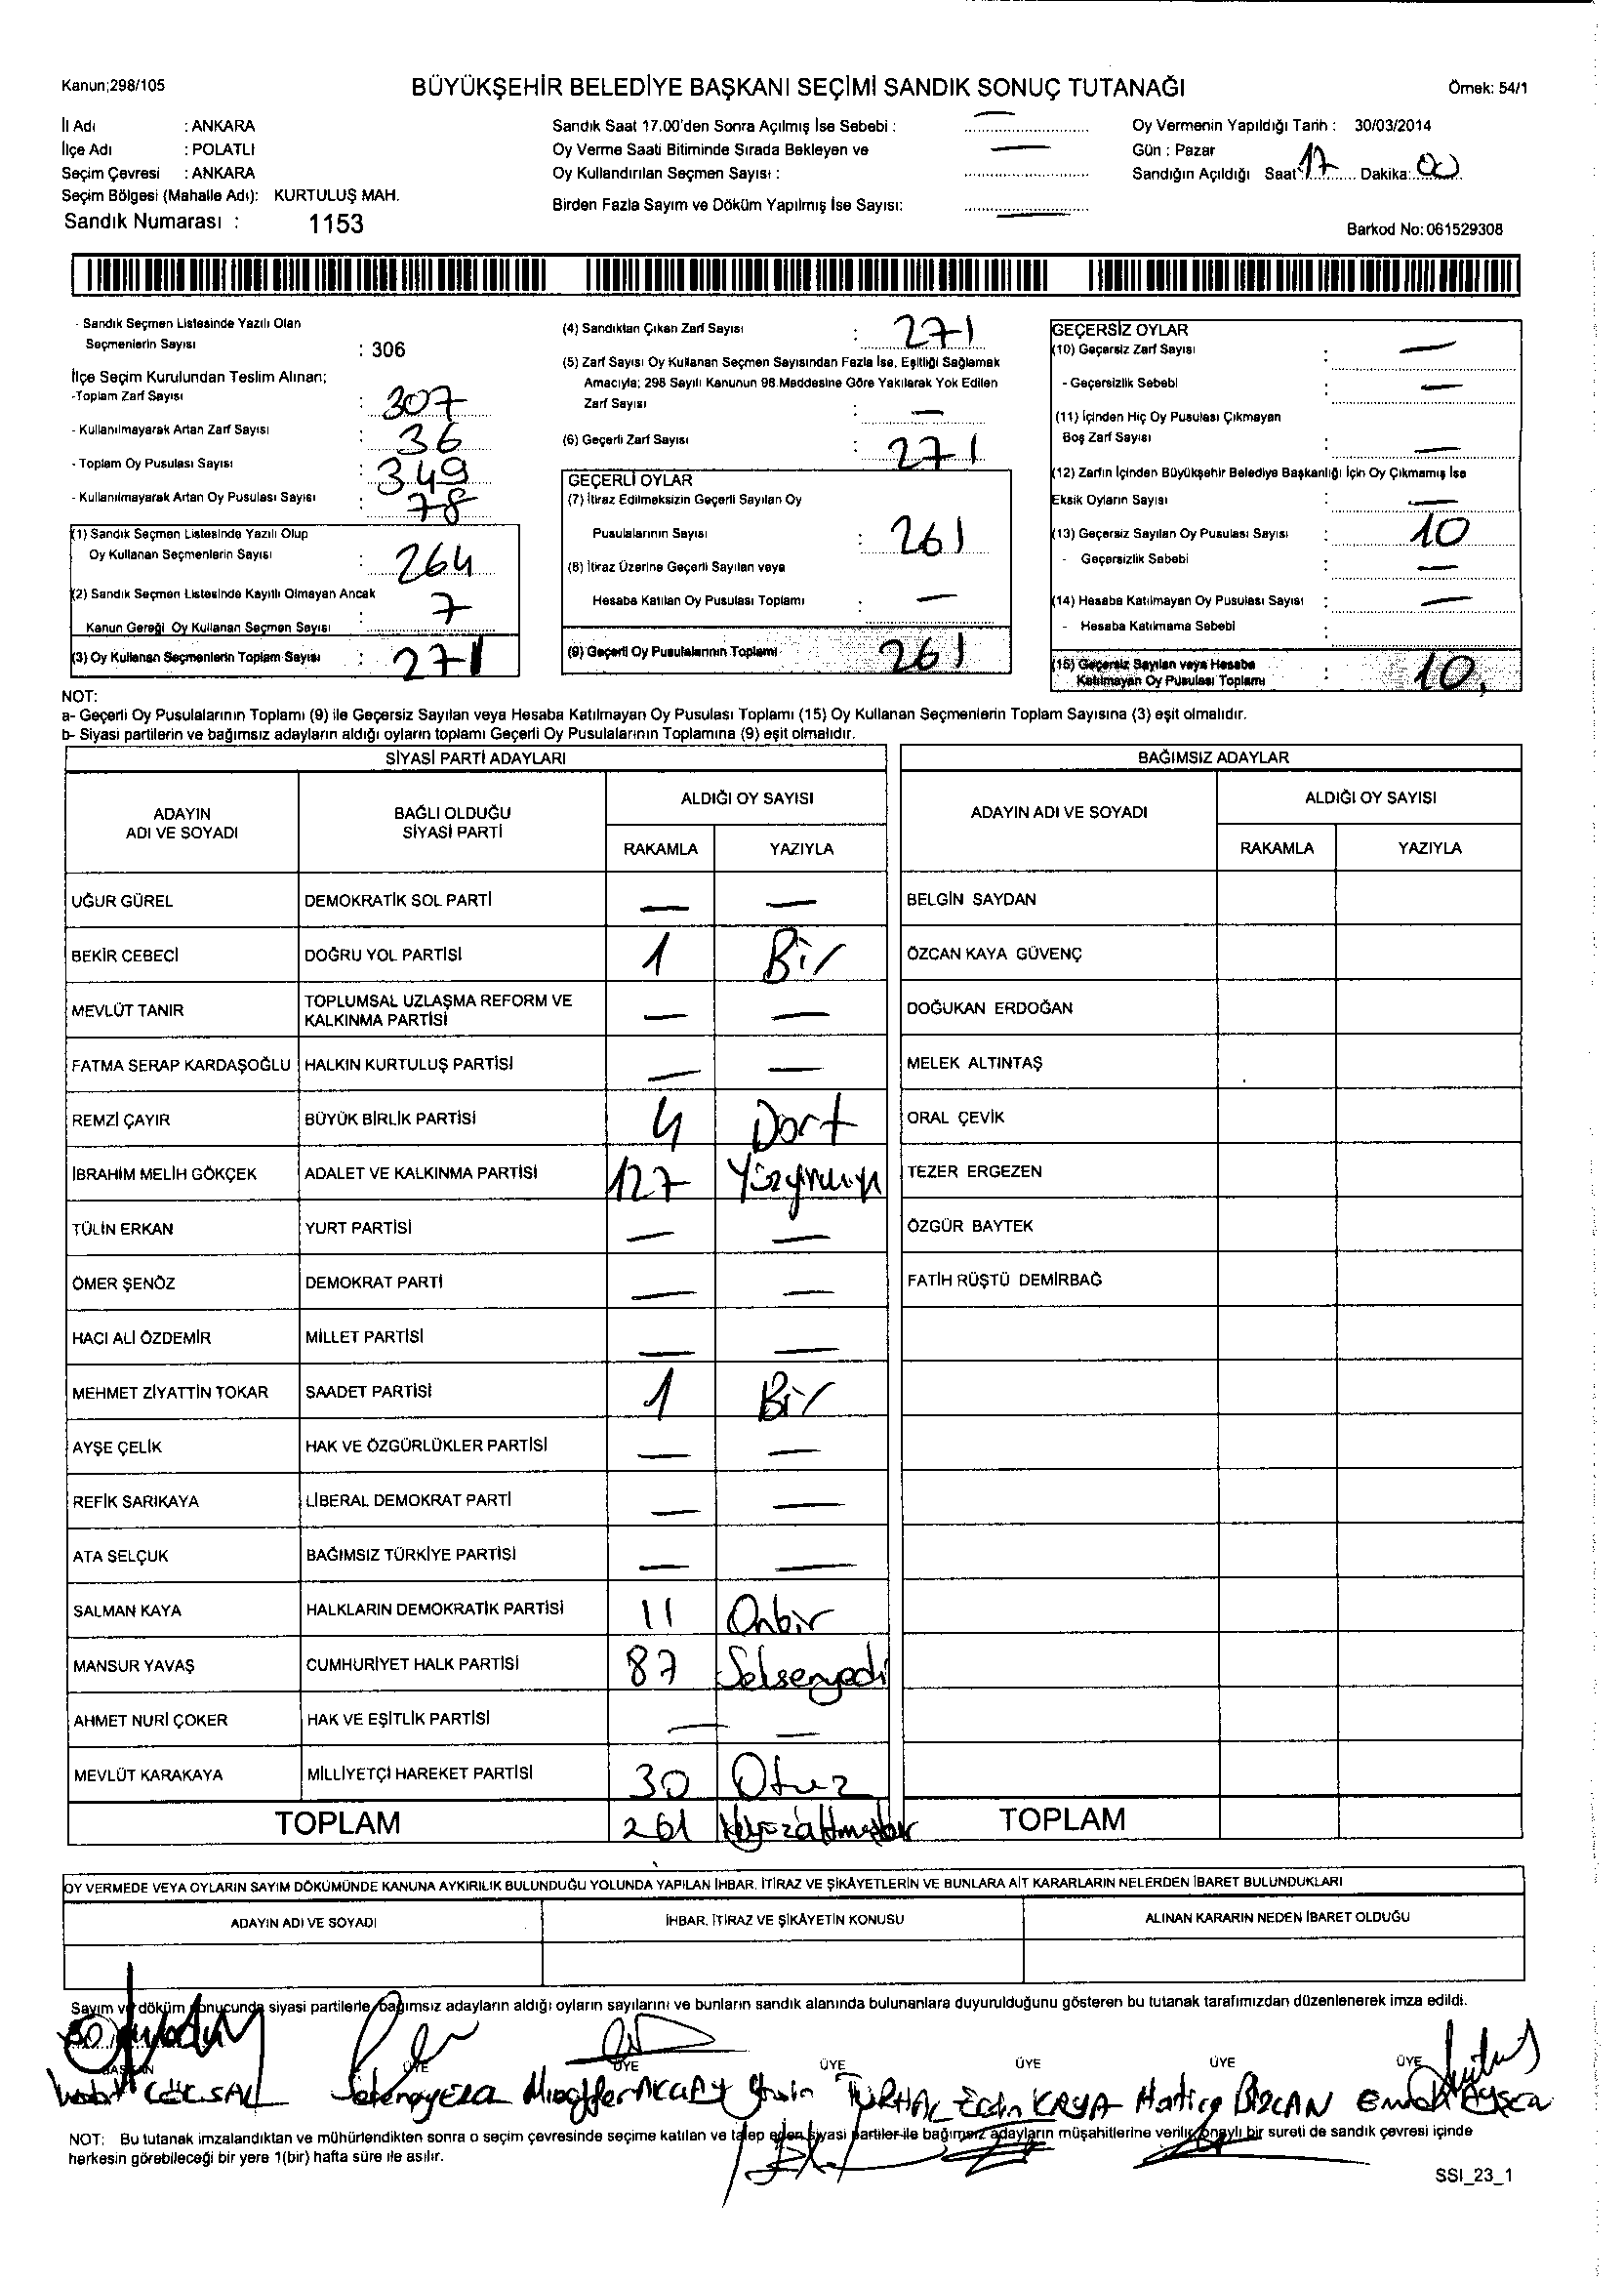 Kanun;298/105
BÜYÜKŞEHİR BELEDİYE BAŞKANI SEÇİMİ SANDIK SONUÇ TUTANAĞI
Örnek: 54/1
İl Adı : ANKARA
İlçe Adı : POLATLI
Seçim Çevresi : ANKARA
Seçim Bölgesi (Mahalle Adı): KURTULUŞ MAH.
Sandık Numarası : 1153
Sandık Saat 17.00'den Sonra Açılmış İse Sebebi : —
Oy Verme Saati Bitiminde Sırada Bekleyen ve —
Oy Kullandırılan Seçmen Sayısı :
Birden Fazla Sayım ve Döküm Yapılmış İse Sayısı: —
Oy Vermenin Yapıldığı Tarih : 30/03/2014
Gün : Pazar
Sandığın Açıldığı Saat 17 Dakika: 00
Barkod No: 061529308
- Sandık Seçmen Listesinde Yazılı Olan
Seçmenlerin Sayısı : 306
İlçe Seçim Kurulundan Teslim Alınan;
-Toplam Zarf Sayısı : 307
- Kullanılmayarak Artan Zarf Sayısı : 36
- Toplam Oy Pusulası Sayısı : 349
- Kullanılmayarak Artan Oy Pusulası Sayısı : 78
(1) Sandık Seçmen Listesinde Yazılı Olup
Oy Kullanan Seçmenlerin Sayısı : 264
(2) Sandık Seçmen Listesinde Kayıtlı Olmayan Ancak
Kanun Gereği Oy Kullanan Seçmen Sayısı : 7
(3) Oy Kullanan Seçmenlerin Toplam Sayısı : 271
(4) Sandıktan Çıkan Zarf Sayısı : 271
(5) Zarf Sayısı Oy Kullanan Seçmen Sayısından Fazla İse, Eşitliği Sağlamak
Amacıyla; 298 Sayılı Kanunun 98.Maddesine Göre Yakılarak Yok Edilen
Zarf Sayısı : —
(6) Geçerli Zarf Sayısı : 271
GEÇERLİ OYLAR
(7) İtiraz Edilmeksizin Geçerli Sayılan Oy
Pusulalarının Sayısı : 261
(8) İtiraz Üzerine Geçerli Sayılan veya
Hesaba Katılan Oy Pusulası Toplamı : —
(9) Geçerli Oy Pusulalarının Toplamı 261
GEÇERSİZ OYLAR
(10) Geçersiz Zarf Sayısı : —
- Geçersizlik Sebebi : —
(11) İçinden Hiç Oy Pusulası Çıkmayan
Boş Zarf Sayısı : —
(12) Zarfın İçinden Büyükşehir Belediye Başkanlığı İçin Oy Çıkmamış İse
Eksik Oyların Sayısı : —
(13) Geçersiz Sayılan Oy Pusulası Sayısı : 10
- Geçersizlik Sebebi : —
(14) Hesaba Katılmayan Oy Pusulası Sayısı : —
- Hesaba Katılmama Sebebi :
(15) Geçersiz Sayılan veya Hesaba
Katılmayan Oy Pusulası Toplamı : 10
NOT:
a- Geçerli Oy Pusulalarının Toplamı (9) ile Geçersiz Sayılan veya Hesaba Katılmayan Oy Pusulası Toplamı (15) Oy Kullanan Seçmenlerin Toplam Sayısına (3) eşit olmalıdır.
b- Siyasi partilerin ve bağımsız adayların aldığı oyların toplamı Geçerli Oy Pusulalarının Toplamına (9) eşit olmalıdır.
SİYASİ PARTİ ADAYLARI
ADAYIN ADI VE SOYADI BAĞLI OLDUĞU SİYASİ PARTİ ALDIĞI OY SAYISI
RAKAMLA YAZIYLA
UĞUR GÜREL DEMOKRATİK SOL PARTİ — —
BEKİR CEBECİ DOĞRU YOL PARTİSİ 1 Bir
MEVLÜT TANIR TOPLUMSAL UZLAŞMA REFORM VE KALKINMA PARTİSİ — —
FATMA SERAP KARDAŞOĞLU HALKIN KURTULUŞ PARTİSİ — —
REMZİ ÇAYIR BÜYÜK BİRLİK PARTİSİ 4 Dört
İBRAHİM MELİH GÖKÇEK ADALET VE KALKINMA PARTİSİ 127
TÜLİN ERKAN YURT PARTİSİ — —
ÖMER ŞENÖZ DEMOKRAT PARTİ — —
HACI ALİ ÖZDEMİR MİLLET PARTİSİ — —
MEHMET ZİYATTİN TOKAR SAADET PARTİSİ 1 Bir
AYŞE ÇELİK HAK VE ÖZGÜRLÜKLER PARTİSİ — —
REFİK SARIKAYA LİBERAL DEMOKRAT PARTİ — —
ATA SELÇUK BAĞIMSIZ TÜRKİYE PARTİSİ — —
SALMAN KAYA HALKLARIN DEMOKRATİK PARTİSİ 11 Onbir
MANSUR YAVAŞ CUMHURİYET HALK PARTİSİ 87 Seksenyedi
AHMET NURİ ÇOKER HAK VE EŞİTLİK PARTİSİ — —
MEVLÜT KARAKAYA MİLLİYETÇİ HAREKET PARTİSİ 30 Otuz
TOPLAM 261
BAĞIMSIZ ADAYLAR
ADAYIN ADI VE SOYADI ALDIĞI OY SAYISI
RAKAMLA YAZIYLA
BELGİN SAYDAN
ÖZCAN KAYA GÜVENÇ
DOĞUKAN ERDOĞAN
MELEK ALTINTAŞ
ORAL ÇEVİK
TEZER ERGEZEN
ÖZGÜR BAYTEK
FATİH RÜŞTÜ DEMİRBAĞ
TOPLAM
OY VERMEDE VEYA OYLARIN SAYIM DÖKÜMÜNDE KANUNA AYKIRILIK BULUNDUĞU YOLUNDA YAPILAN İHBAR, İTİRAZ VE ŞİKÂYETLERİN VE BUNLARA AİT KARARLARIN NELERDEN İBARET BULUNDUKLARI
ADAYIN ADI VE SOYADI İHBAR, İTİRAZ VE ŞİKÂYETİN KONUSU ALINAN KARARIN NEDEN İBARET OLDUĞU
Sayım ve döküm sonucunda siyasi partilerle bağımsız adayların aldığı oyların sayılarını ve bunların sandık alanında bulunanlara duyurulduğunu gösteren bu tutanak tarafımızdan düzenlenerek imza edildi.
BAŞKAN ÜYE ÜYE ÜYE ÜYE ÜYE ÜYE
GÖKSAL TURHAL KAYA Hatice BİZCAN
NOT: Bu tutanak imzalandıktan ve mühürlendikten sonra o seçim çevresinde seçime katılan ve talep eden siyasi partiler ile bağımsız adayların müşahitlerine verilir, onaylı bir sureti de sandık çevresi içinde
herkesin görebileceği bir yere 1(bir) hafta süre ile asılır.
SSI_23_1